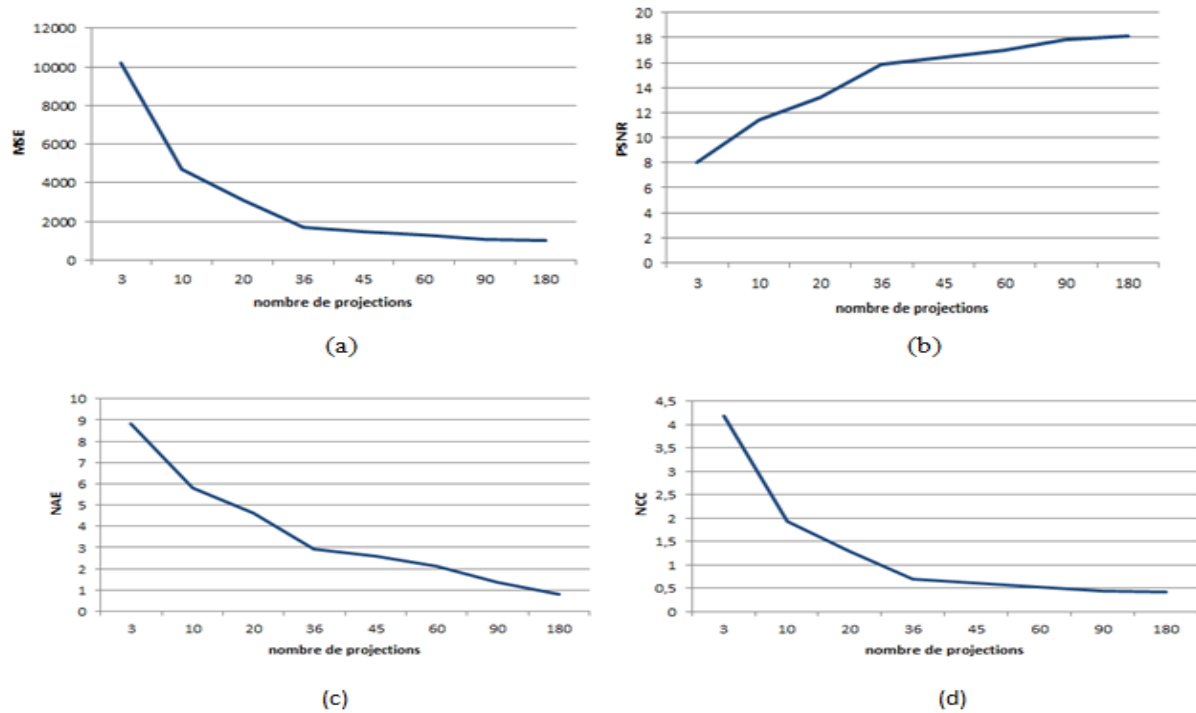 12000
10000
8000
6000
4000
2000
0
MSE
3 10 20 36 45 60 90 180
nombre de projections
(a)
20
18
16
14
12
10
8
6
4
2
0
PSNR
3 10 20 36 45 60 90 180
nombre de projections
(b)
10
9
8
7
6
5
4
3
2
1
0
NAE
3 10 20 36 45 60 90 180
nombre de projections
(c)
4,5
4
3,5
3
2,5
2
1,5
1
0,5
0
NCC
3 10 20 36 45 60 90 180
nombre de projections
(d)